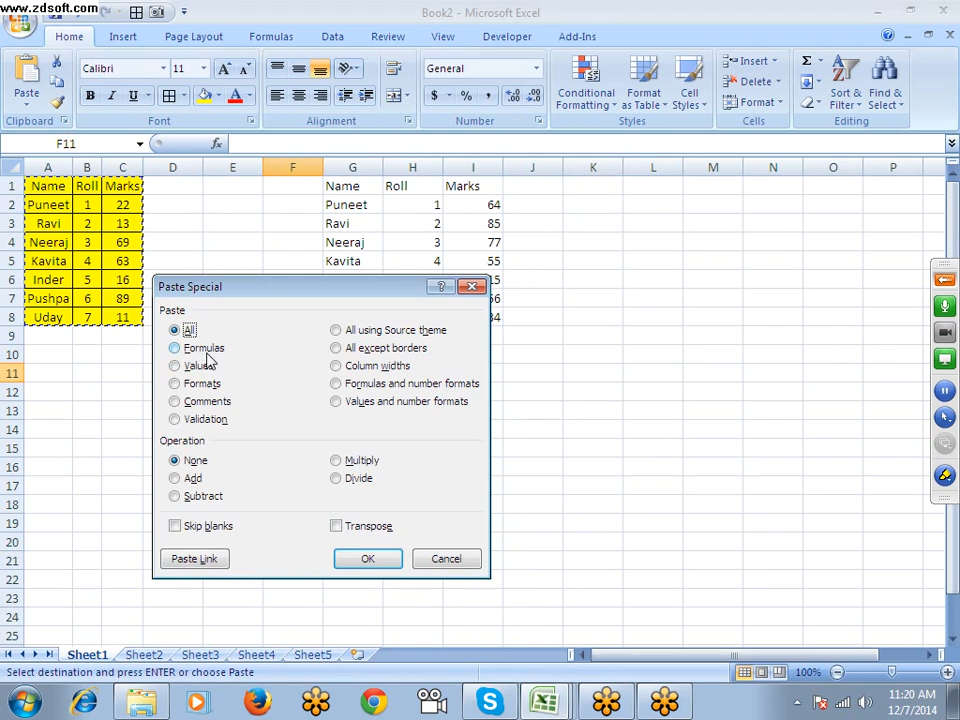 www.zdsoft.com
Book2 - Microsoft Excel
Home Insert Page Layout Formulas Data Review View Developer Add-Ins
Paste
Calibri 11 A A
General
Conditional Formatting
Format as Table
Cell Styles
Insert
Delete
Format
Sort & Filter
Find & Select
B I U A
$ % ,
Clipboard Font Alignment Number Styles Cells Editing
F11 fx
A B C D E F G H I J K L M N O P
1 Name Roll Marks Name Roll Marks
2 Puneet 1 22 Puneet 1 64
3 Ravi 2 13 Ravi 2 85
4 Neeraj 3 69 Neeraj 3 77
5 Kavita 4 63 Kavita 4 55
6 Inder 5 16
7 Pushpa 6 89
8 Uday 7 11
9
10
11
12
13
14
15
16
17
18
19
20
21
22
23
24
25
Paste Special
Paste
All All using Source theme
Formulas All except borders
Values Column widths
Formats Formulas and number formats
Comments Values and number formats
Validation
Operation
None Multiply
Add Divide
Subtract
Skip blanks Transpose
Paste Link OK Cancel
Sheet1 Sheet2 Sheet3 Sheet4 Sheet5
Select destination and press ENTER or choose Paste 100%
11:20 AM
12/7/2014